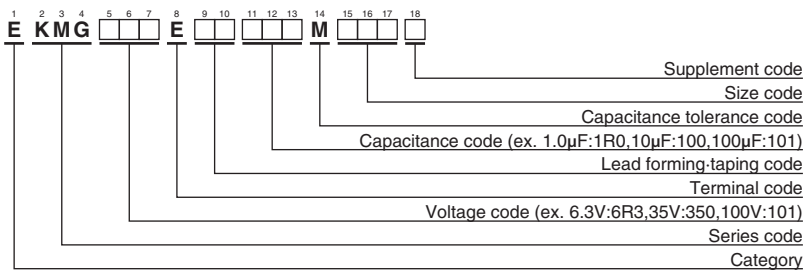 1 2 3 4 5 6 7 8 9 10 11 12 13 14 15 16 17 18
E KMG E M
Supplement code
Size code
Capacitance tolerance code
Capacitance code (ex. 1.0μF:1R0,10μF:100,100μF:101)
Lead forming·taping code
Terminal code
Voltage code (ex. 6.3V:6R3,35V:350,100V:101)
Series code
Category